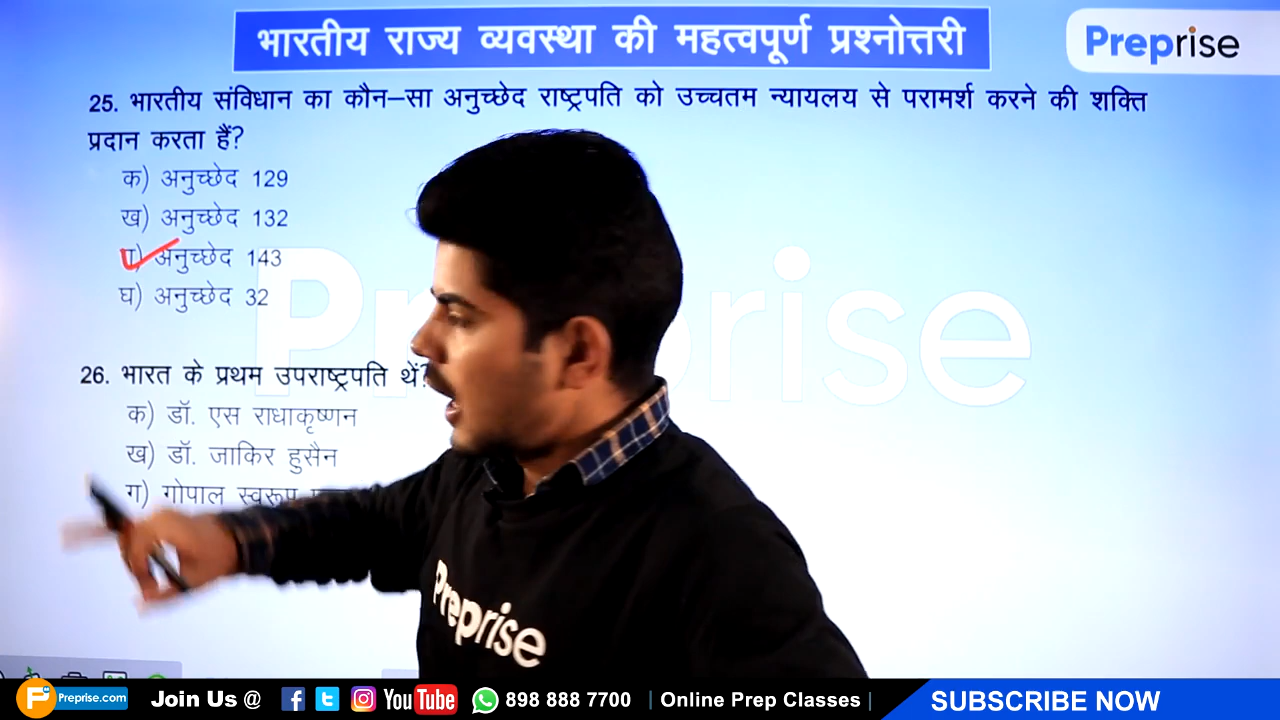 भारतीय राज्य व्यवस्था की महत्वपूर्ण प्रश्नोत्तरी
Preprise
25. भारतीय संविधान का कौन–सा अनुच्छेद राष्ट्रपति को उच्चतम न्यायलय से परामर्श करने की शक्ति
प्रदान करता हैं?
क) अनुच्छेद 129
ख) अनुच्छेद 132
ग) अनुच्छेद 143
घ) अनुच्छेद 32
26. भारत के प्रथम उपराष्ट्रपति थें?
क) डॉ. एस राधाकृष्णन
ख) डॉ. जाकिर हुसैन
ग) गोपाल स्वरूप
Preprise
Preprise.com
Join Us @
YouTube
898 888 7700
Online Prep Classes
SUBSCRIBE NOW